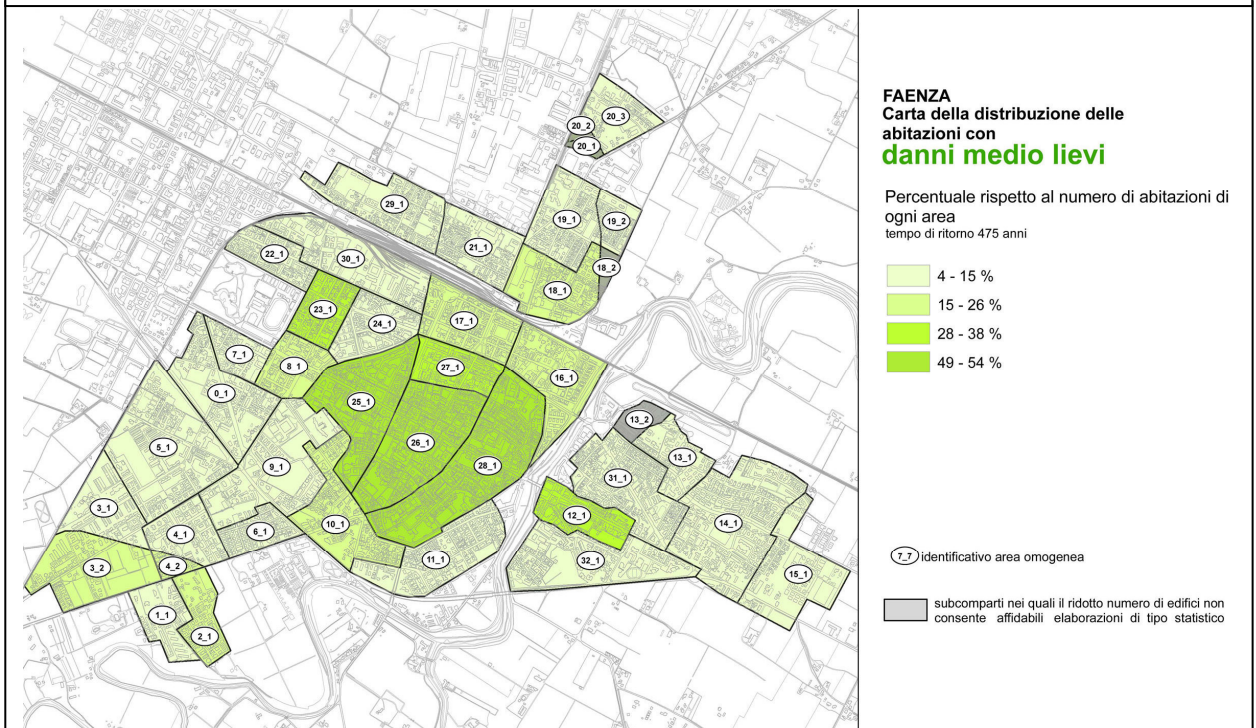 FAENZA
Carta della distribuzione delle
abitazioni con
danni medio lievi
Percentuale rispetto al numero di abitazioni di
ogni area
tempo di ritorno 475 anni
4 - 15 %
15 - 26 %
28 - 38 %
49 - 54 %
7_7 identificativo area omogenea
subcomparti nei quali il ridotto numero di edifici non
consente affidabili elaborazioni di tipo statistico
20_3
20_2
20_1
29_1
19_1
19_2
21_1
22_1
30_1
18_2
18_1
23_1
24_1
17_1
7_1
8_1
27_1
16_1
0_1
25_1
13_2
5_1
26_1
13_1
9_1
28_1
31_1
3_1
12_1
14_1
4_1
6_1
10_1
11_1
32_1
3_2
4_2
15_1
1_1
2_1